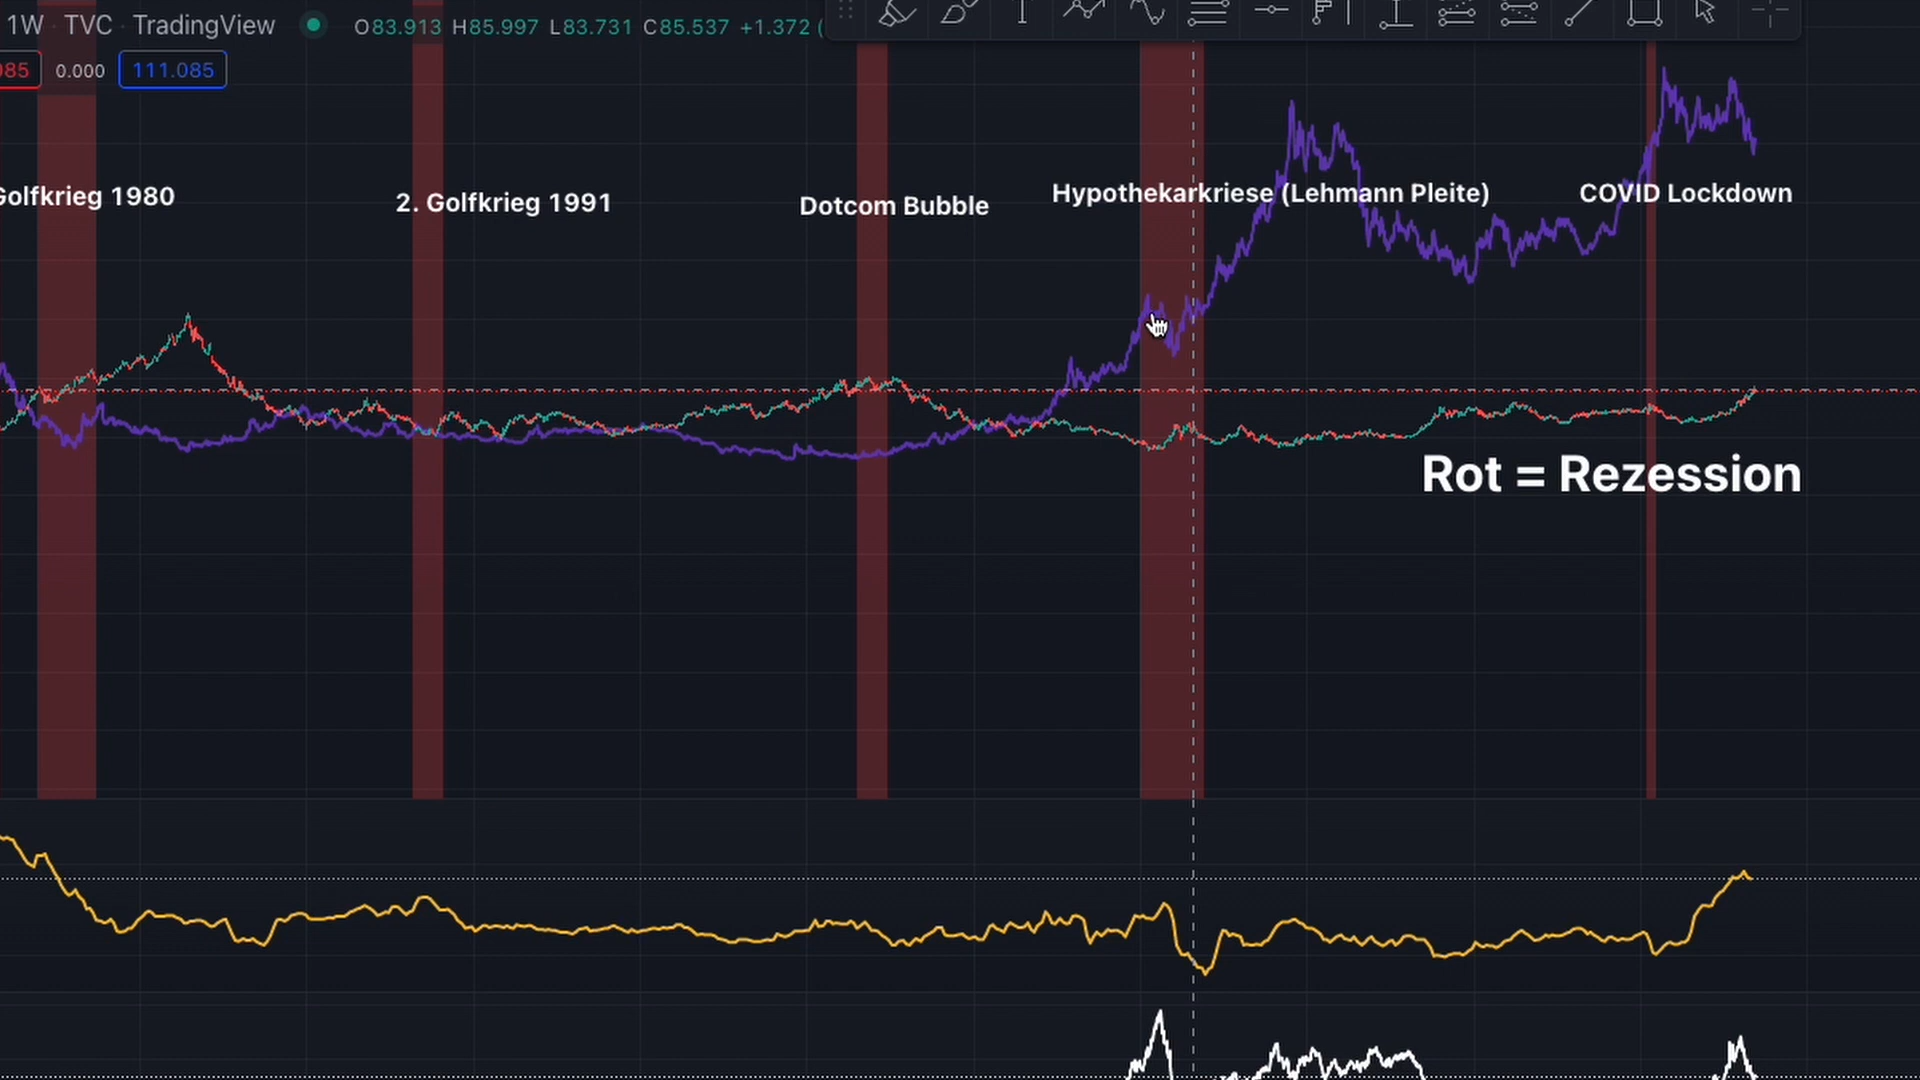 1W · TVC · TradingView O83.913 H85.997 L83.731 C85.537 +1.372 (
085 0.000 111.085
Golfkrieg 1980
2. Golfkrieg 1991
Dotcom Bubble
Hypothekarkriese (Lehmann Pleite)
COVID Lockdown
Rot = Rezession